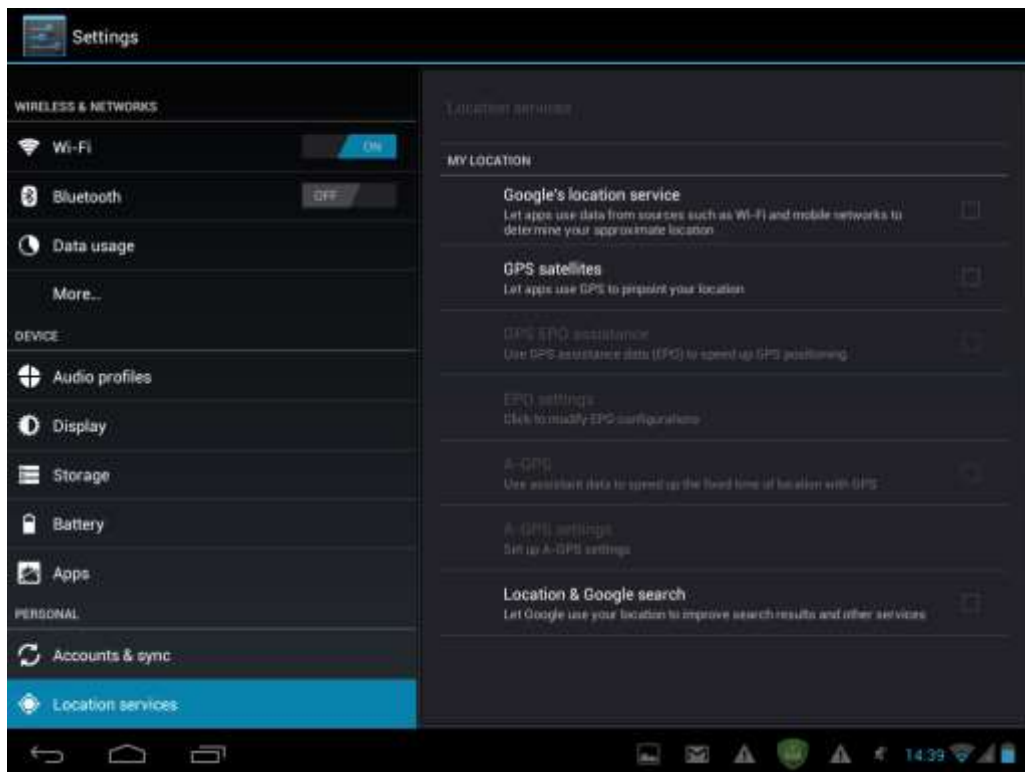 Settings
WIRELESS & NETWORKS
Wi-Fi
ON
Bluetooth
OFF
Data usage
More...
DEVICE
Audio profiles
Display
Storage
Battery
Apps
PERSONAL
Accounts & sync
Location services
Location services
MY LOCATION
Google's location service
Let apps use data from sources such as Wi-Fi and mobile networks to
determine your approximate location
GPS satellites
Let apps use GPS to pinpoint your location
GPS EPO assistance
Use GPS assistance data (EPO) to speed up GPS positioning
EPO settings
Click to modify EPO configurations
A-GPS
Use assistant data to speed up the fixed time of location with GPS
A-GPS settings
Set up A-GPS settings
Location & Google search
Let Google use your location to improve search results and other services
14:39